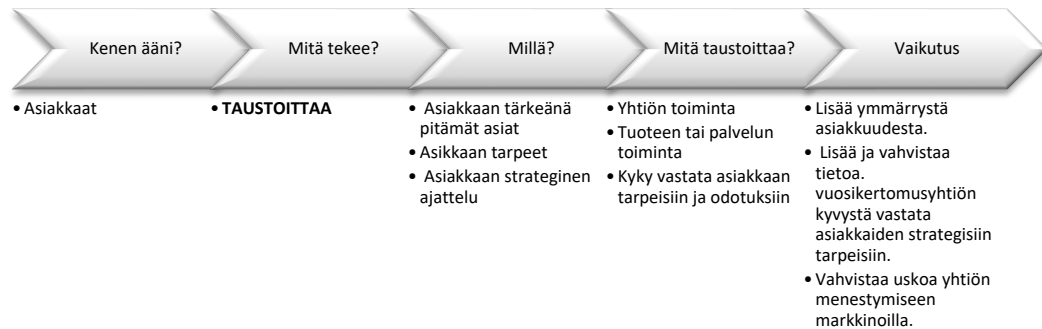 Kenen ääni?
Mitä tekee?
Millä?
Mitä taustoittaa?
Vaikutus
• Asiakkaat
• TAUSTOITTAA
• Asiakkaan tärkeänä
pitämät asiat
• Asikkaan tarpeet
• Asiakkaan strateginen
ajattelu
• Yhtiön toiminta
• Tuoteen tai palvelun
toiminta
• Kyky vastata asiakkaan
tarpeisiin ja odotuksiin
• Lisää ymmärrystä
asiakkuudesta.
• Lisää ja vahvistaa
tietoa.
vuosikertomusyhtiön
kyvystä vastata
asiakkaiden strategisiin
tarpeisiin.
• Vahvistaa uskoa yhtiön
menestymiseen
markkinoilla.